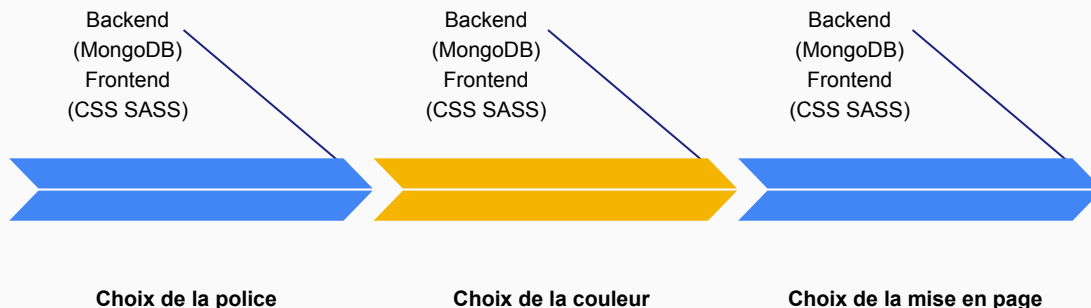 Backend
(MongoDB)
Frontend
(CSS SASS)
Backend
(MongoDB)
Frontend
(CSS SASS)
Backend
(MongoDB)
Frontend
(CSS SASS)
Choix de la police
Choix de la couleur
Choix de la mise en page